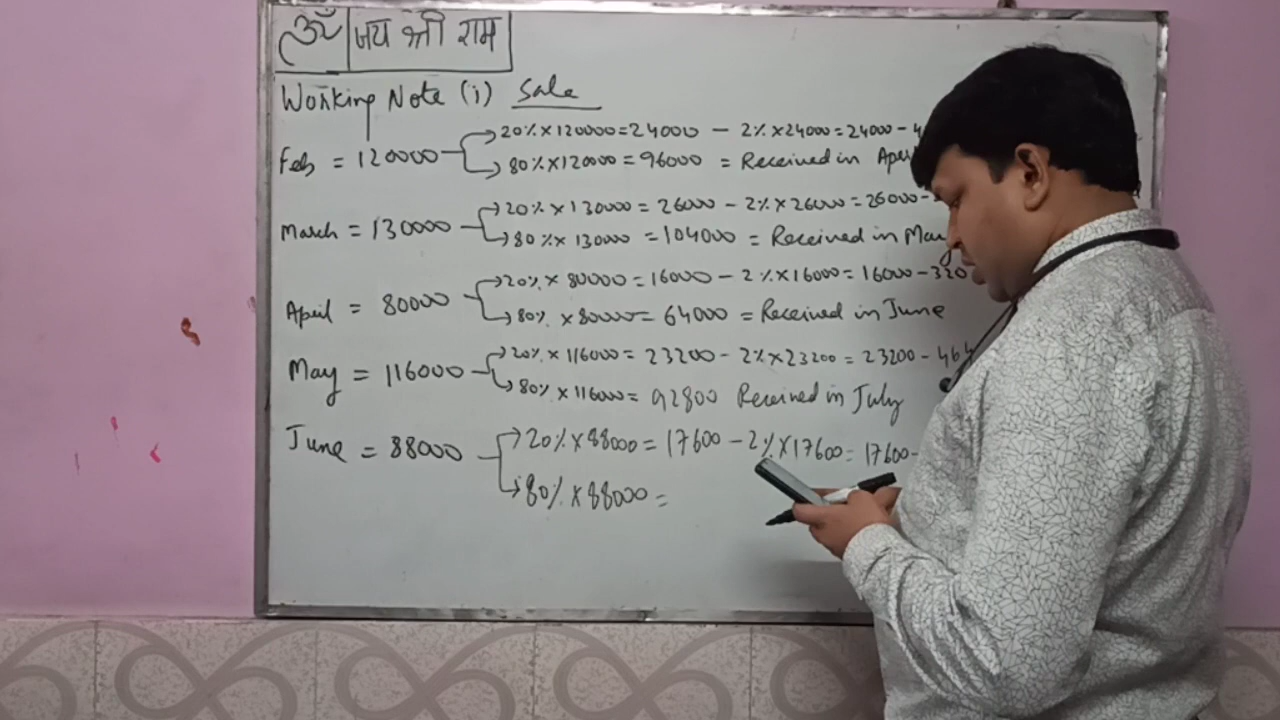 ॐ जय श्री राम
Working Note (i) Sale
Feb = 120000
20% X 120000 = 24000 - 2% X 24000 = 24000 - 4
80% X 120000 = 96000 = Received in Apri
March = 130000
20% X 130000 = 26000 - 2% X 26000 = 26000 -
80% X 130000 = 104000 = Received in May
April = 80000
20% X 80000 = 16000 - 2% X 16000 = 16000 - 320
80% X 80000 = 64000 = Received in June
May = 116000
20% X 116000 = 23200 - 2% X 23200 = 23200 - 464
80% X 116000 = 92800 Received in July
June = 88000
20% X 88000 = 17600 - 2% X 17600 = 17600 -
80% X 88000 =